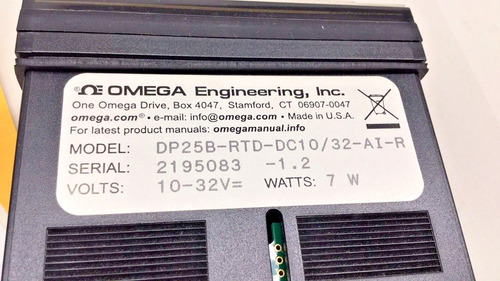 ®Ω OMEGA Engineering, Inc.
One Omega Drive, Box 4047, Stamford, CT 06907-0047
omega.com® • e-mail: info@omega.com • Made in U.S.A.
For latest product manuals: omegamanual.info
MODEL: DP25B-RTD-DC10/32-AI-R
SERIAL: 2195083 -1.2
VOLTS: 10-32V= WATTS: 7 W